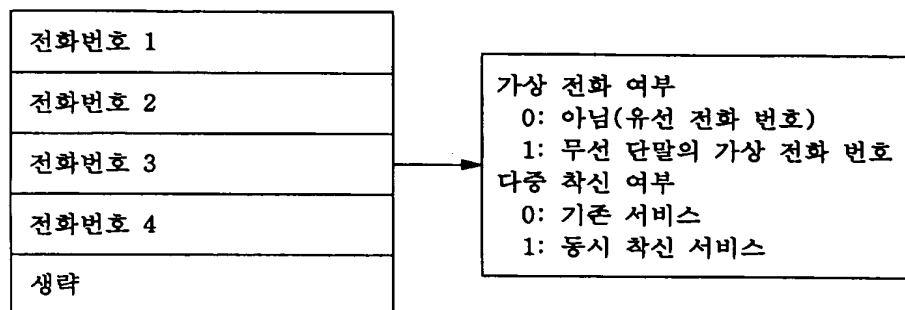 전화번호 1
전화번호 2
전화번호 3
전화번호 4
생략
가상 전화 여부
0: 아님(유선 전화 번호)
1: 무선 단말의 가상 전화 번호
다중 착신 여부
0: 기존 서비스
1: 동시 착신 서비스